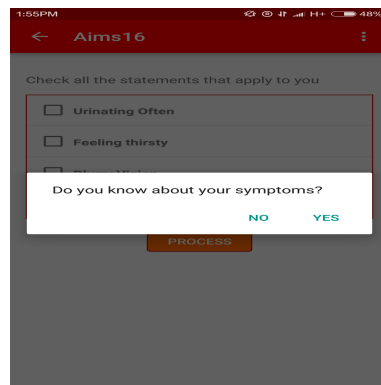 1:55PM H+ 48%
Aims16
Check all the statements that apply to you
Urinating Often
Feeling thirsty
Do you know about your symptoms?
NO YES
PROCESS